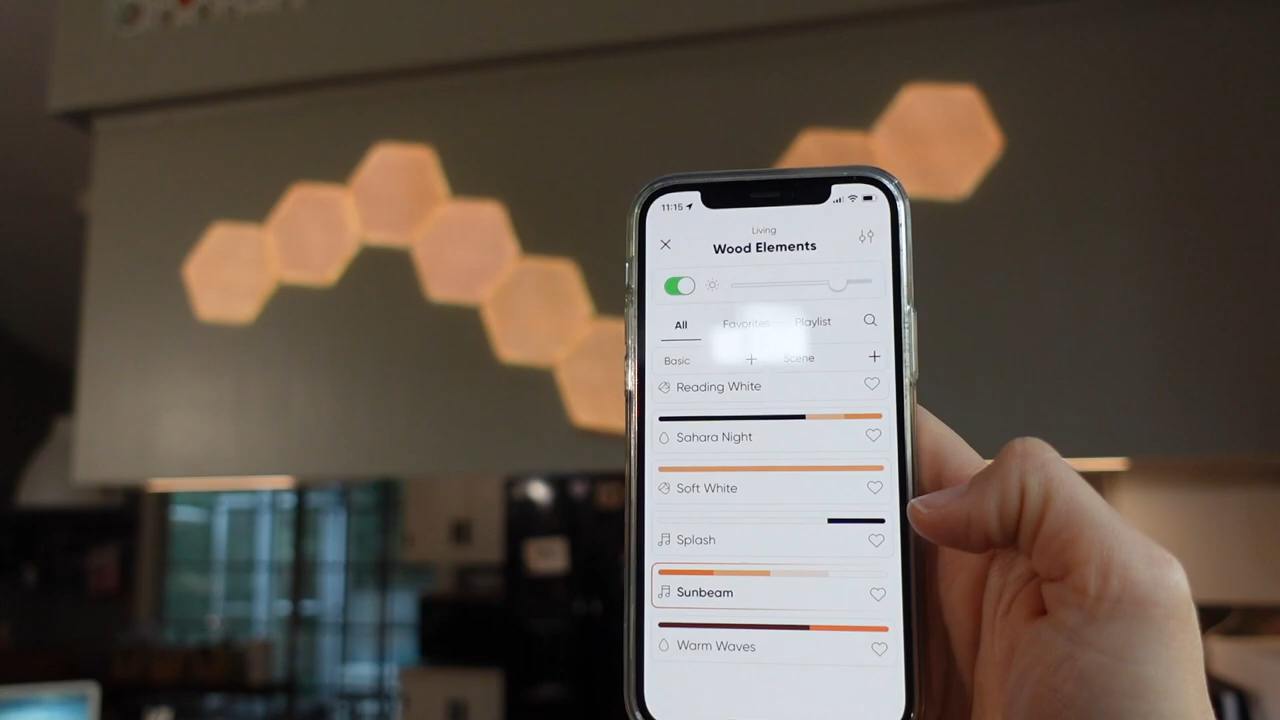 11:15
Living
Wood Elements
All Favorites Playlist
Basic + Scene +
Reading White
Sahara Night
Soft White
Splash
Sunbeam
Warm Waves